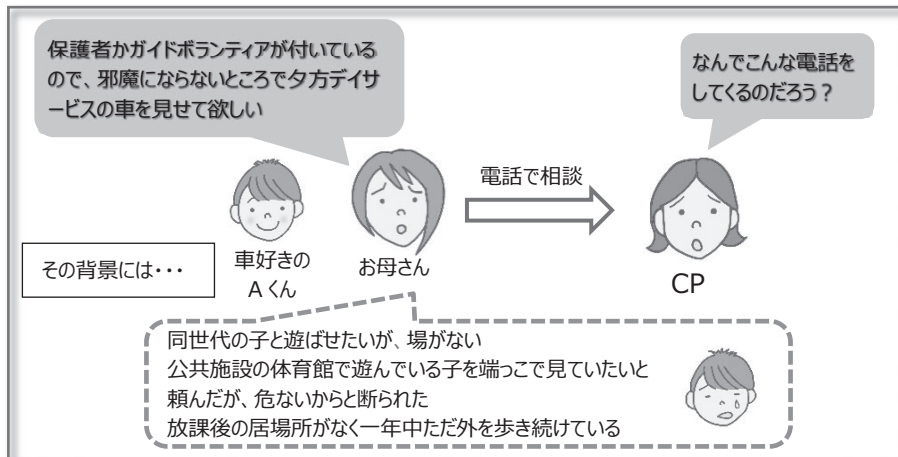 保護者かガイドボランティアが付いている
ので、邪魔にならないところで夕方デイサ
ービスの車を見せて欲しい
なんでこんな電話を
してくるのだろう？
電話で相談
その背景には・・・
車好きの
Aくん
お母さん
CP
同世代の子と遊ばせたいが、場がない
公共施設の体育館で遊んでいる子を端っこで見ていたいと
頼んだが、危ないからと断られた
放課後の居場所がなく一年中ただ外を歩き続けている